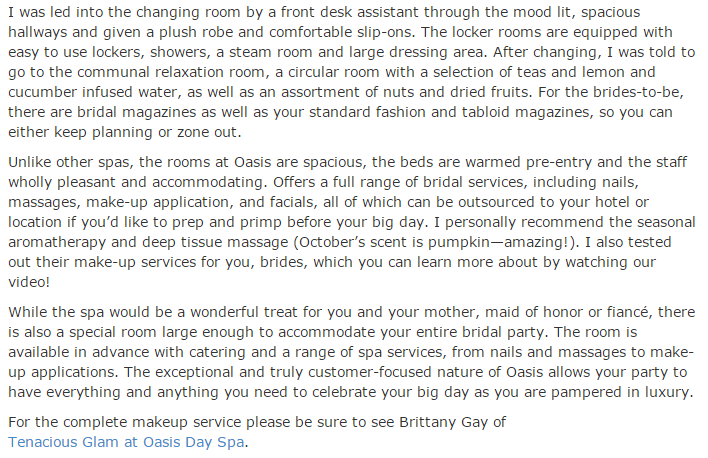 I was led into the changing room by a front desk assistant through the mood lit, spacious
hallways and given a plush robe and comfortable slip-ons. The locker rooms are equipped with
easy to use lockers, showers, a steam room and large dressing area. After changing, I was told to
go to the communal relaxation room, a circular room with a selection of teas and lemon and
cucumber infused water, as well as an assortment of nuts and dried fruits. For the brides-to-be,
there are bridal magazines as well as your standard fashion and tabloid magazines, so you can
either keep planning or zone out.
Unlike other spas, the rooms at Oasis are spacious, the beds are warmed pre-entry and the staff
wholly pleasant and accommodating. Offers a full range of bridal services, including nails,
massages, make-up application, and facials, all of which can be outsourced to your hotel or
location if you’d like to prep and primp before your big day. I personally recommend the seasonal
aromatherapy and deep tissue massage (October’s scent is pumpkin—amazing!). I also tested
out their make-up services for you, brides, which you can learn more about by watching our
video!
While the spa would be a wonderful treat for you and your mother, maid of honor or fiancé, there
is also a special room large enough to accommodate your entire bridal party. The room is
available in advance with catering and a range of spa services, from nails and massages to make-
up applications. The exceptional and truly customer-focused nature of Oasis allows your party to
have everything and anything you need to celebrate your big day as you are pampered in luxury.
For the complete makeup service please be sure to see Brittany Gay of
Tenacious Glam at Oasis Day Spa.